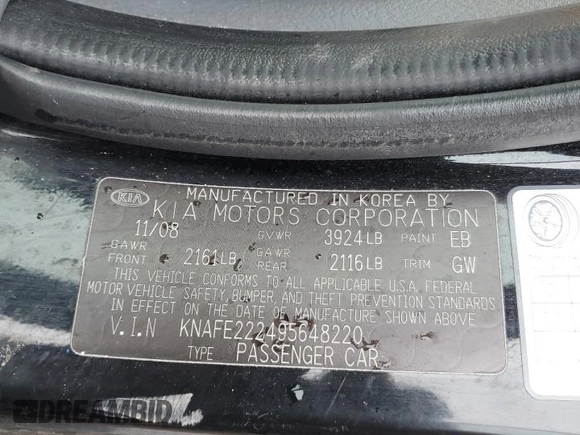 MANUFACTURED IN KOREA BY
KIA KIA MOTORS CORPORATION
11/08 GVWR 3924LB PAINT EB
GAWR FRONT 2161LB GAWR REAR 2116LB TRIM GW
THIS VEHICLE CONFORMS TO ALL APPLICABLE U.S.A. FEDERAL
MOTOR VEHICLE SAFETY, BUMPER, AND THEFT PREVENTION STANDARDS
IN EFFECT ON THE DATE OF MANUFACTURE SHOWN ABOVE
V.I.N KNAFE222495648220
TYPE PASSENGER CAR
DREAMBID